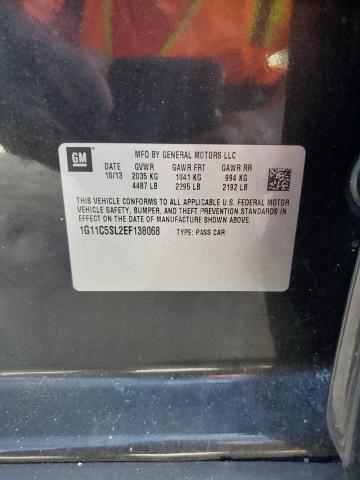 GM
MFD BY GENERAL MOTORS LLC
DATE GVWR GAWR FRT GAWR RR
10/13 2035 KG 1041 KG 994 KG
4487 LB 2295 LB 2192 LB
THIS VEHICLE CONFORMS TO ALL APPLICABLE U.S. FEDERAL MOTOR
VEHICLE SAFETY, BUMPER, AND THEFT PREVENTION STANDARDS IN
EFFECT ON THE DATE OF MANUFACTURE SHOWN ABOVE.
1G11C5SL2EF138068 TYPE: PASS CAR